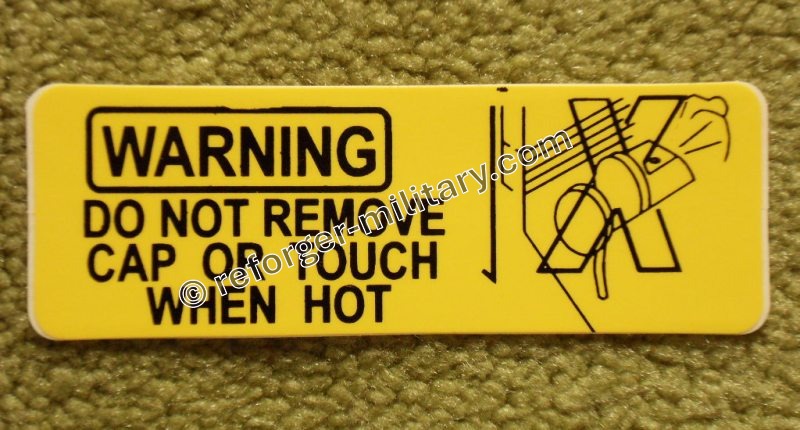 WARNING
DO NOT REMOVE
CAP OR TOUCH
WHEN HOT
© reforger-military.com